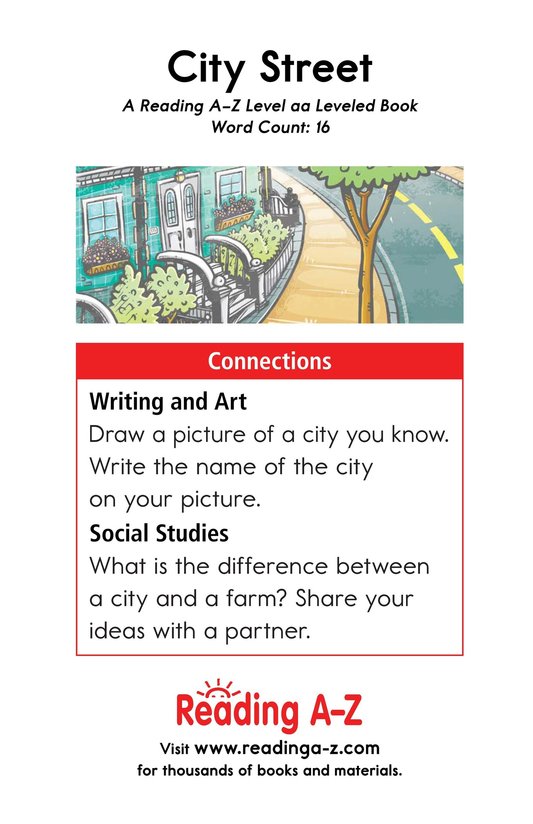 City Street
A Reading A–Z Level aa Leveled Book
Word Count: 16
Connections
Writing and Art
Draw a picture of a city you know.
Write the name of the city
on your picture.
Social Studies
What is the difference between
a city and a farm? Share your
ideas with a partner.
Reading A–Z
Visit www.readinga-z.com
for thousands of books and materials.